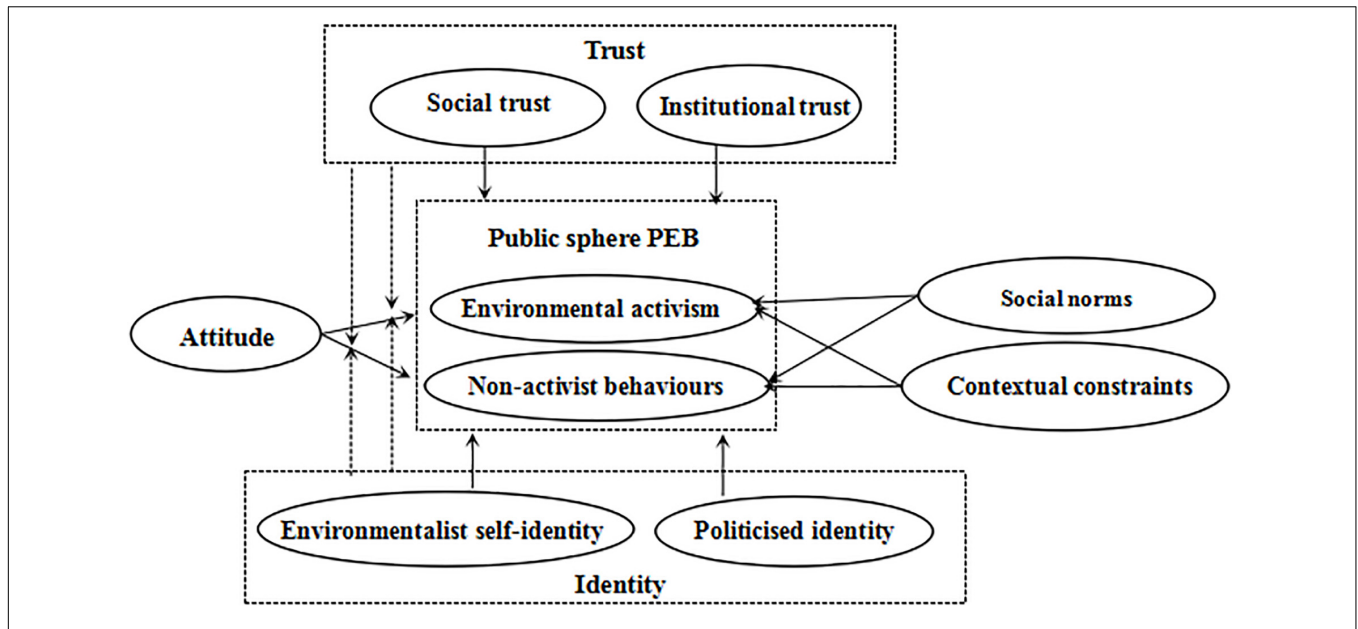 Trust
Social trust
Institutional trust
Public sphere PEB
Environmental activism
Social norms
Attitude
Non-activist behaviours
Contextual constraints
Environmentalist self-identity
Politicised identity
Identity